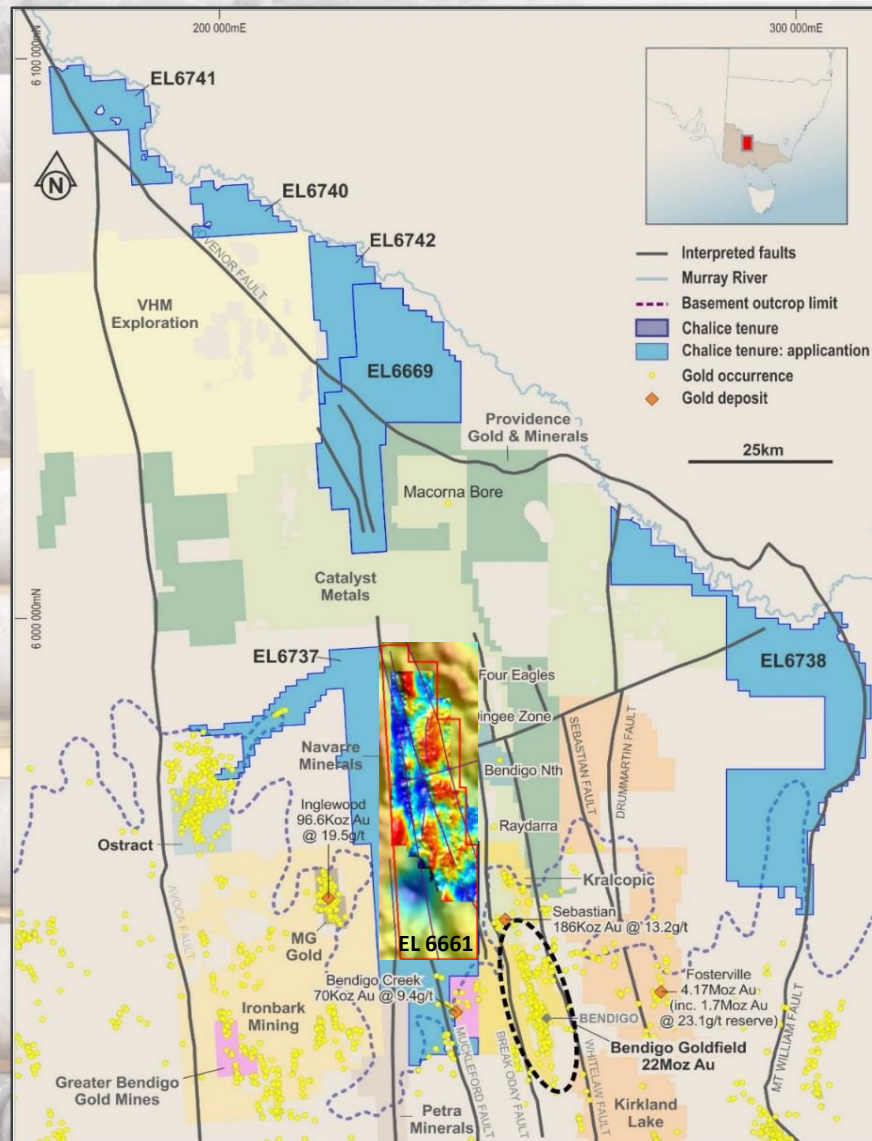 200 000mE
300 000mE
6 100 000mN
6 000 000mN
N
EL6741
EL6740
EL6742
GOVENOR FAULT
VHM
Exploration
EL6669
Interpreted faults
Murray River
Basement outcrop limit
Chalice tenure
Chalice tenure: applicantion
Gold occurrence
Gold deposit
25km
Providence
Gold & Minerals
Macorna Bore
Catalyst
Metals
EL6737
EL6738
Four Eagles
Dingee Zone
SEBASTIAN FAULT
DRUMMARTIN FAULT
Navarre
Minerals
Bendigo Nth
Inglewood
96.6Koz Au
@ 19.5g/t
Raydarra
Ostract
AVOCA FAULT
Kralcopic
MG
Gold
Sebastian
186Koz Au @ 13.2g/t
EL 6661
Bendigo Creek
70Koz Au @ 9.4g/t
Fosterville
4.17Moz Au
(inc. 1.7Moz Au
@ 23.1g/t reserve)
Ironbark
Mining
BENDIGO
Bendigo Goldfield
22Moz Au
MT WILLIAM FAULT
MUCKLEFORD FAULT
BREAK ODAY FAULT
WHITELAW FAULT
Greater Bendigo
Gold Mines
Petra
Minerals
Kirkland
Lake